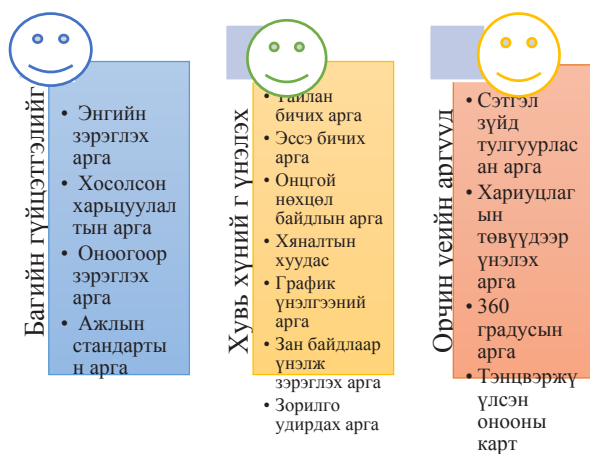 Багийн гүйцэтгэлийг
• Энгийн
зэрэглэх
арга
• Хосолсон
харьцуулал
тын арга
• Оноогоор
зэрэглэх
арга
• Ажлын
стандарты
н арга
Хувь хүний г үнэлэх
• Тайлан
бичих арга
• Эссэ бичих
арга
• Онцгой
нөхцөл
байдлын арга
• Хяналтын
хуудас
• График
үнэлгээний
арга
• Зан байдлаар
үнэлж
зэрэглэх арга
• Зорилго
удирдах арга
Орчин үеийн аргууд
• Сэтгэл
зүйд
тулгуурлас
ан арга
• Хариуцлаг
ын
төвүүдээр
үнэлэх
арга
• 360
градусын
арга
• Тэнцвэржү
үлсэн
онооны
карт